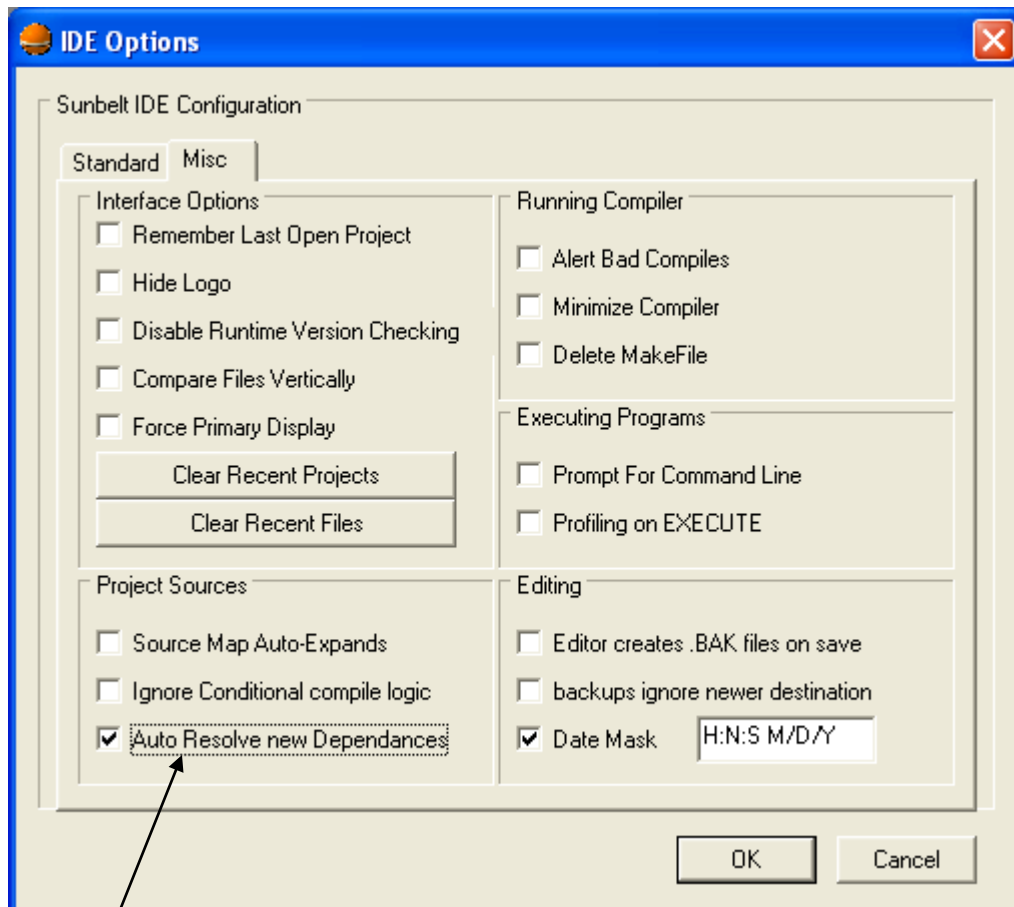 IDE Options
Sunbelt IDE Configuration
Standard
Misc
Interface Options
Remember Last Open Project
Hide Logo
Disable Runtime Version Checking
Compare Files Vertically
Force Primary Display
Clear Recent Projects
Clear Recent Files
Running Compiler
Alert Bad Compiles
Minimize Compiler
Delete MakeFile
Executing Programs
Prompt For Command Line
Profiling on EXECUTE
Project Sources
Source Map Auto-Expands
Ignore Conditional compile logic
Auto Resolve new Dependances
Editing
Editor creates .BAK files on save
backups ignore newer destination
Date Mask H:N:S M/D/Y
OK
Cancel